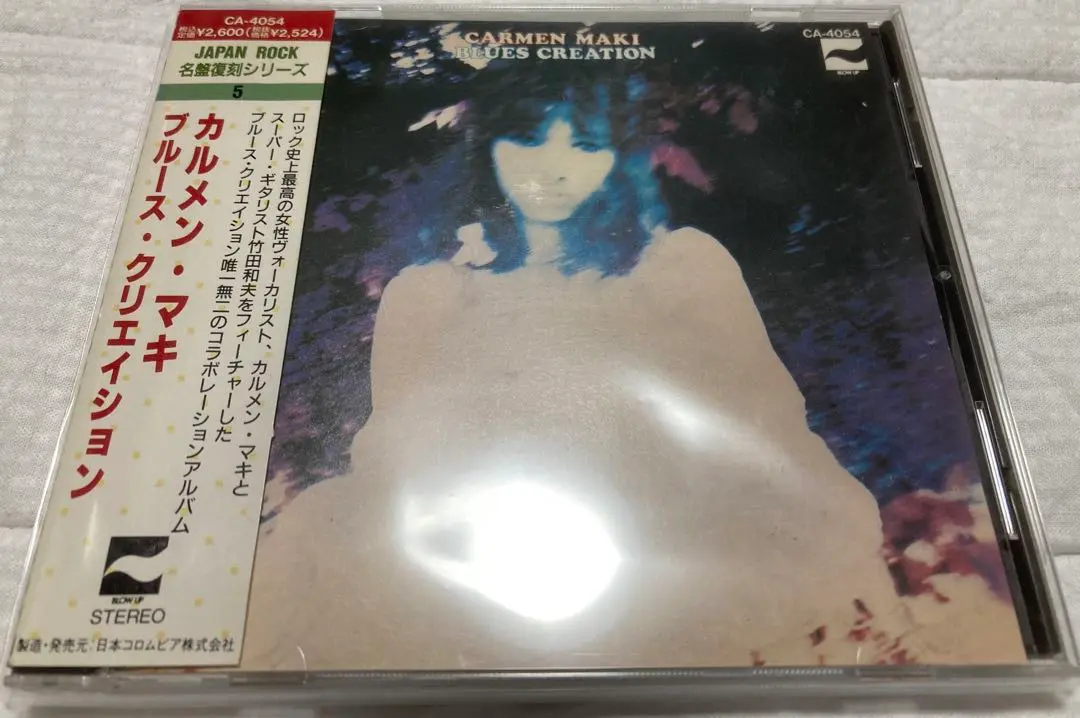 CA-4054
税込定価¥2,600(税抜価格¥2,524)
JAPAN ROCK
名盤復刻シリーズ
5
カルメン・マキ
ブルース・クリエイション
ロック史上最高の女性ヴォーカリスト、カルメン・マキと
スーパー・ギタリスト竹田和夫をフィーチャーした
ブルース・クリエイション唯一無二のコラボレーションアルバム
BLOW UP
STEREO
製造・発売元:日本コロムビア株式会社
CARMEN MAKI
BLUES CREATION
CA-4054
BLOW UP